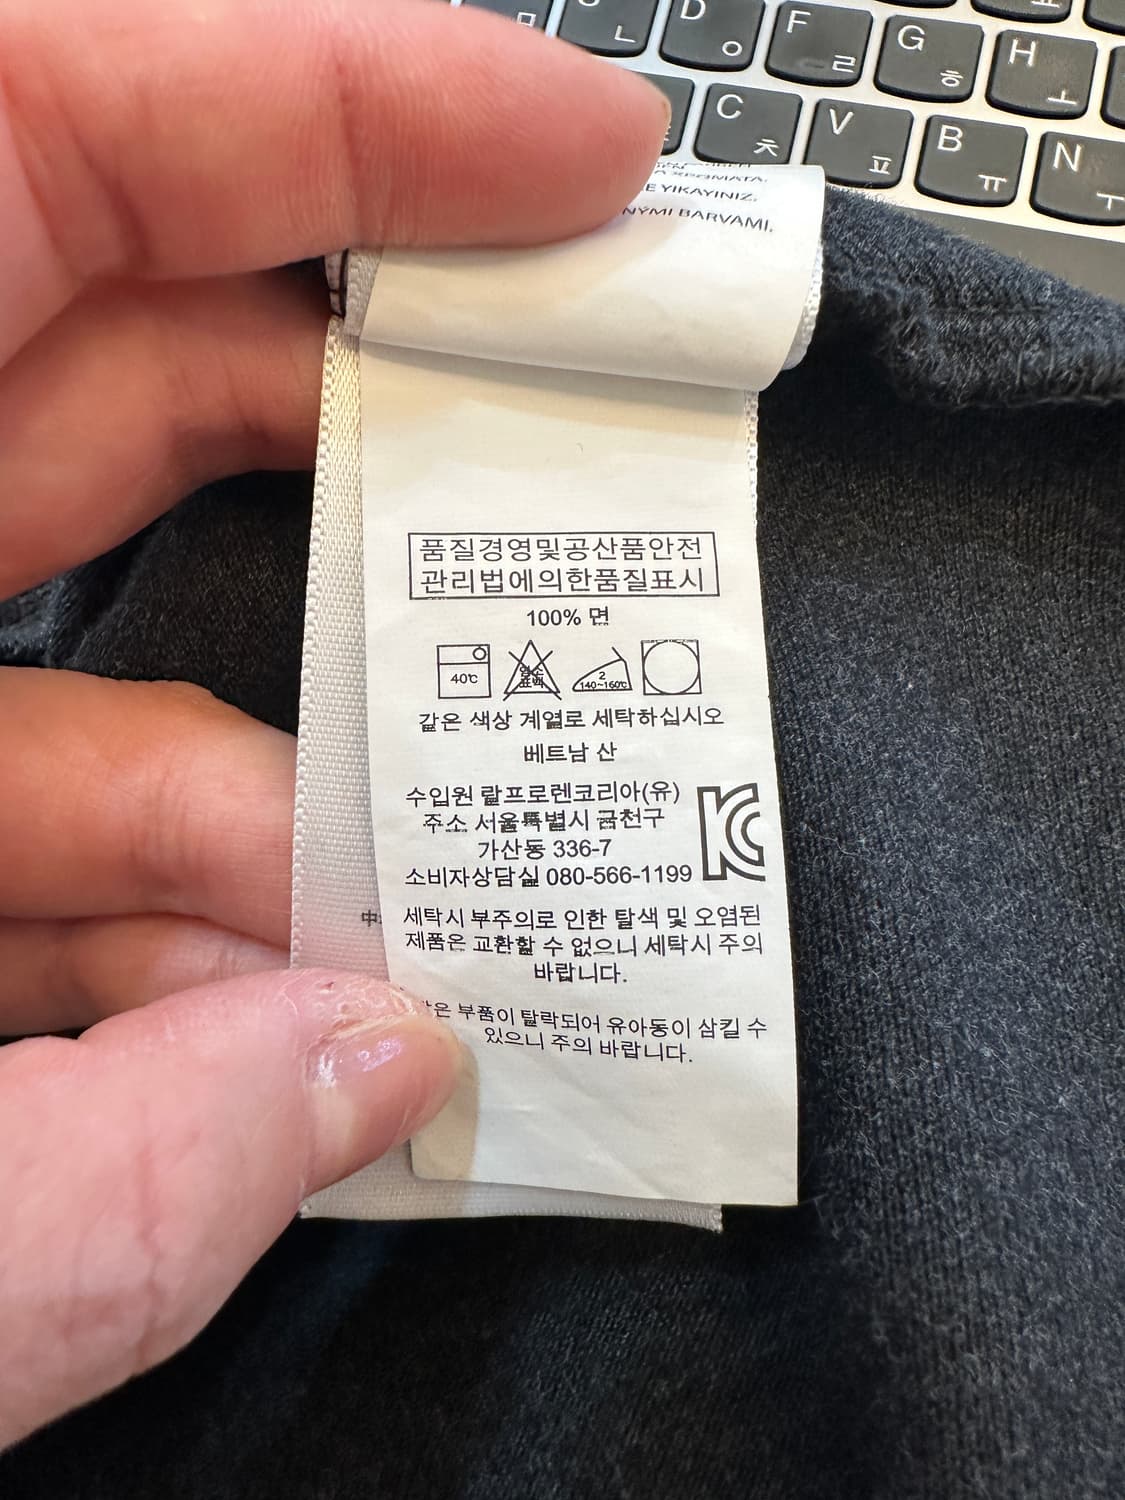 S ㄴ
D ㅇ
F ㄹ
G ㅎ
H ㅗ
C ㅊ
V ㅍ
B ㅠ
N ㅜ
YIKAYINIZ.
BARVAMI.
품질경영및공산품안전
관리법에의한품질표시
100% 면
40℃
염소
표백
2
140~160℃
같은 색상 계열로 세탁하십시오
베트남 산
수입원 랄프로렌코리아(유)
주소 서울특별시 금천구
가산동 336-7
소비자상담실 080-566-1199
세탁시 부주의로 인한 탈색 및 오염된
제품은 교환할 수 없으니 세탁시 주의
바랍니다.
부품이 탈락되어 유아동이 삼킬 수
있으니 주의 바랍니다.
中